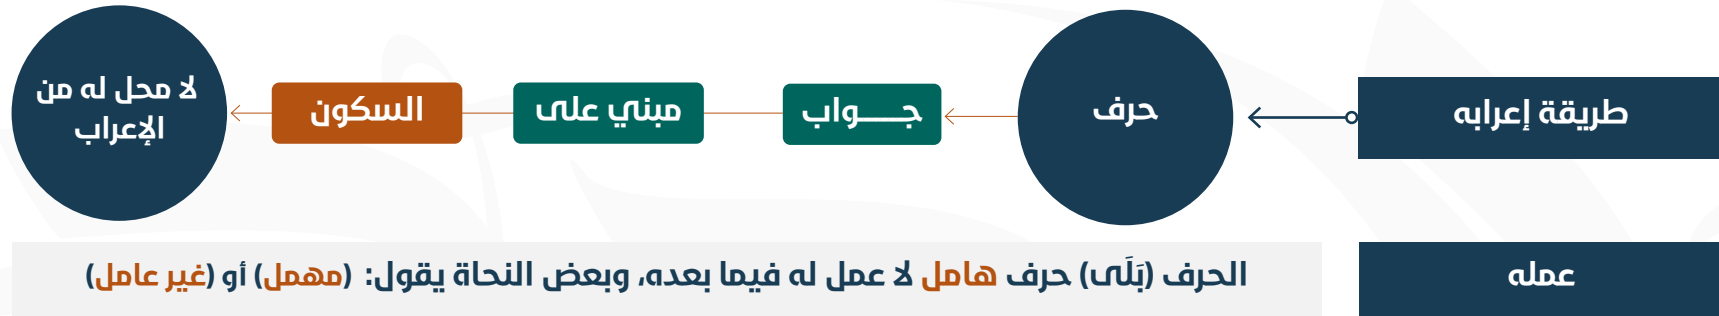 طريقة إعرابه
حرف
جـــــواب
مبني على
السكون
لا محل له من
الإعراب
عمله
الحرف (بَلَى) حرف هامل لا عمل له فيما بعده، وبعض النحاة يقول: (مهمل) أو (غير عامل)